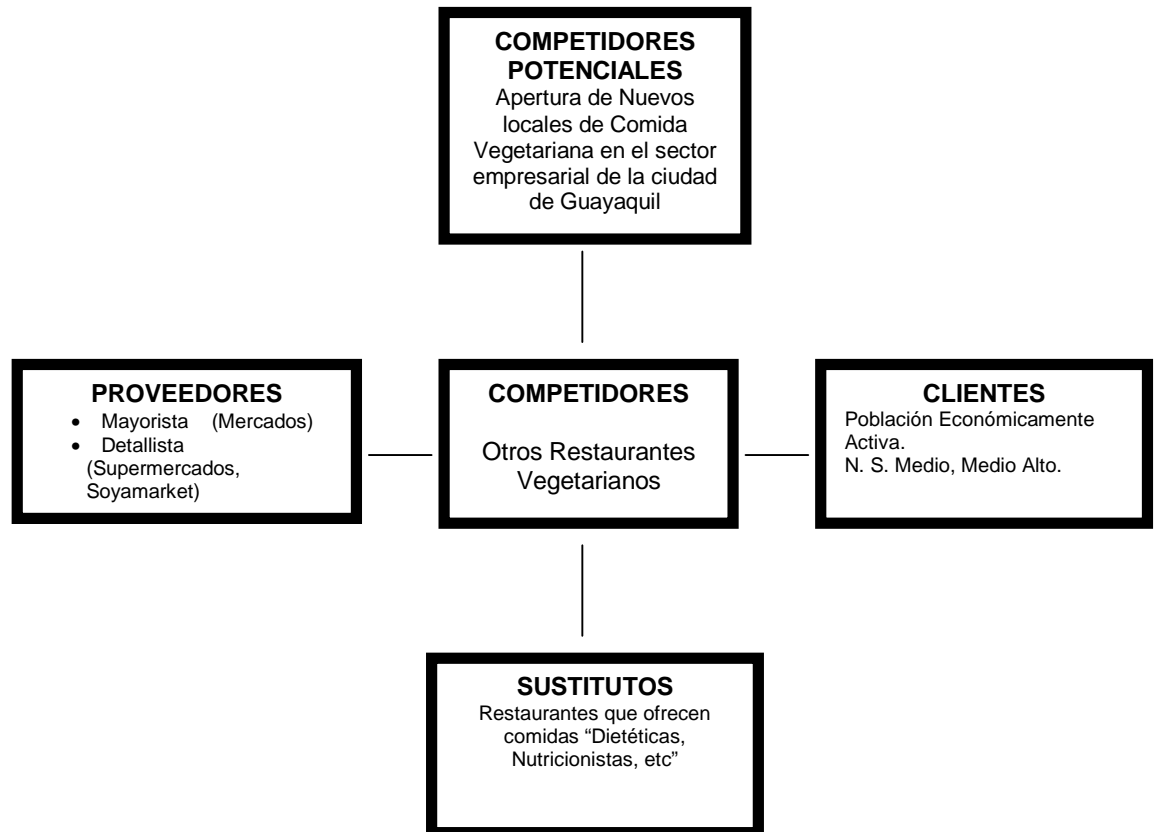 COMPETIDORES
POTENCIALES
Apertura de Nuevos
locales de Comida
Vegetariana en el sector
empresarial de la ciudad
de Guayaquil
PROVEEDORES
• Mayorista (Mercados)
• Detallista
(Supermercados,
Soyamarket)
COMPETIDORES
Otros Restaurantes
Vegetarianos
CLIENTES
Población Económicamente
Activa.
N. S. Medio, Medio Alto.
SUSTITUTOS
Restaurantes que ofrecen
comidas “Dietéticas,
Nutricionistas, etc”